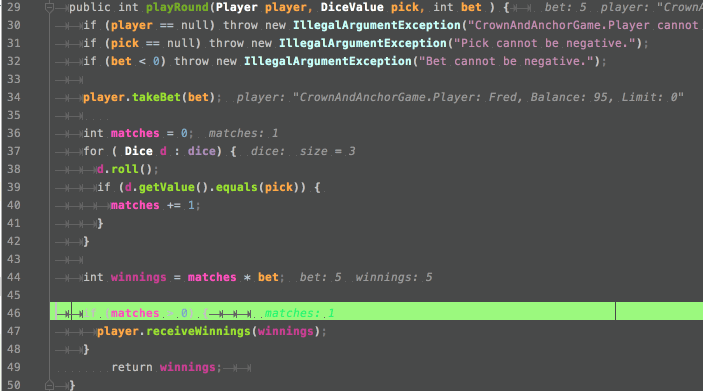 29 public int playRound(Player player, DiceValue pick, int bet ) { bet: 5 player: "CrownA
30 if (player == null) throw new IllegalArgumentException("CrownAndAnchorGame.Player cannot
31 if (pick == null) throw new IllegalArgumentException("Pick cannot be negative.");
32 if (bet < 0) throw new IllegalArgumentException("Bet cannot be negative.");
33
34 player.takeBet(bet); player: "CrownAndAnchorGame.Player: Fred, Balance: 95, Limit: 0"
35
36 int matches = 0; matches: 1
37 for ( Dice d : dice) { dice: size = 3
38 d.roll();
39 if (d.getValue().equals(pick)) {
40 matches += 1;
41 }
42 }
43
44 int winnings = matches * bet; bet: 5 winnings: 5
45
46 if (matches > 0) { matches: 1
47 player.receiveWinnings(winnings);
48 }
49 return winnings;
50 }